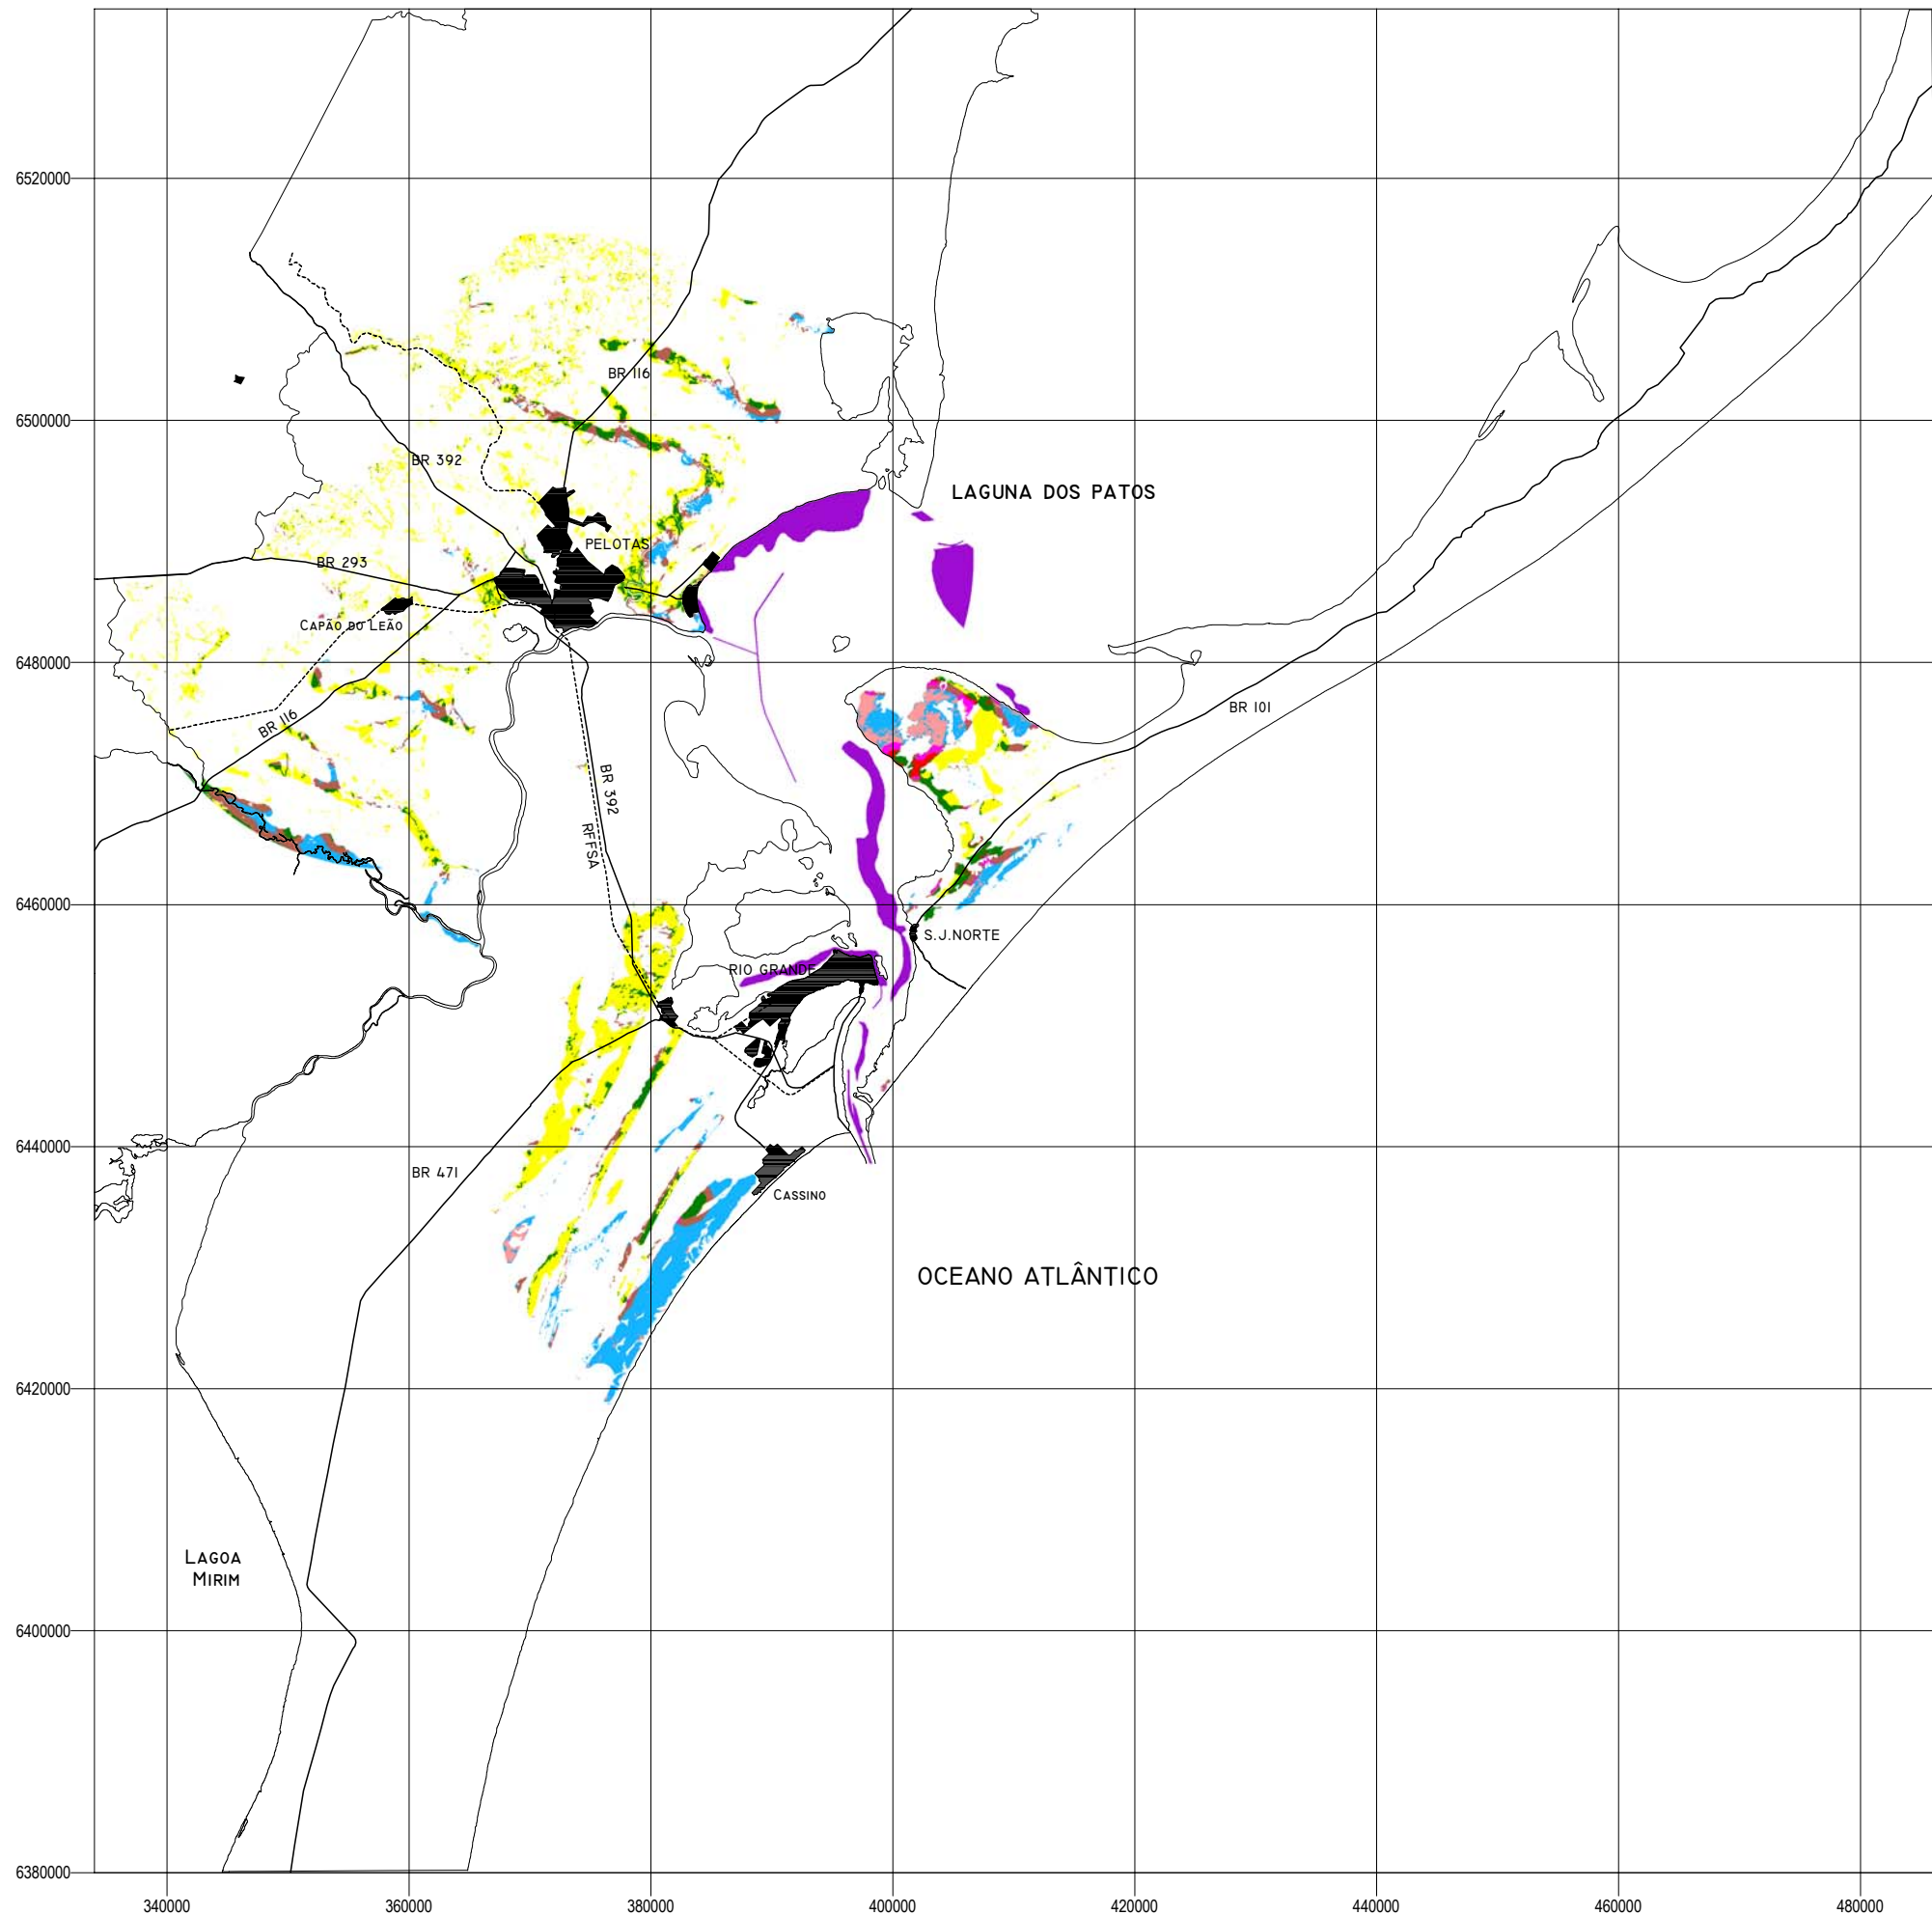 6520000
BR 116
6500000
BR 392
LAGUNA DOS PATOS
PELOTAS
BR 293
CAPÃO DO LEÃO
6480000
BR 116
BR 101
BR 392
RFFSA
6460000
S.J.NORTE
RIO GRANDE
6440000
BR 471
CASSINO
OCEANO ATLÂNTICO
6420000
LAGOA
MIRIM
6400000
6380000
340000 360000 380000 400000 420000 440000 460000 480000